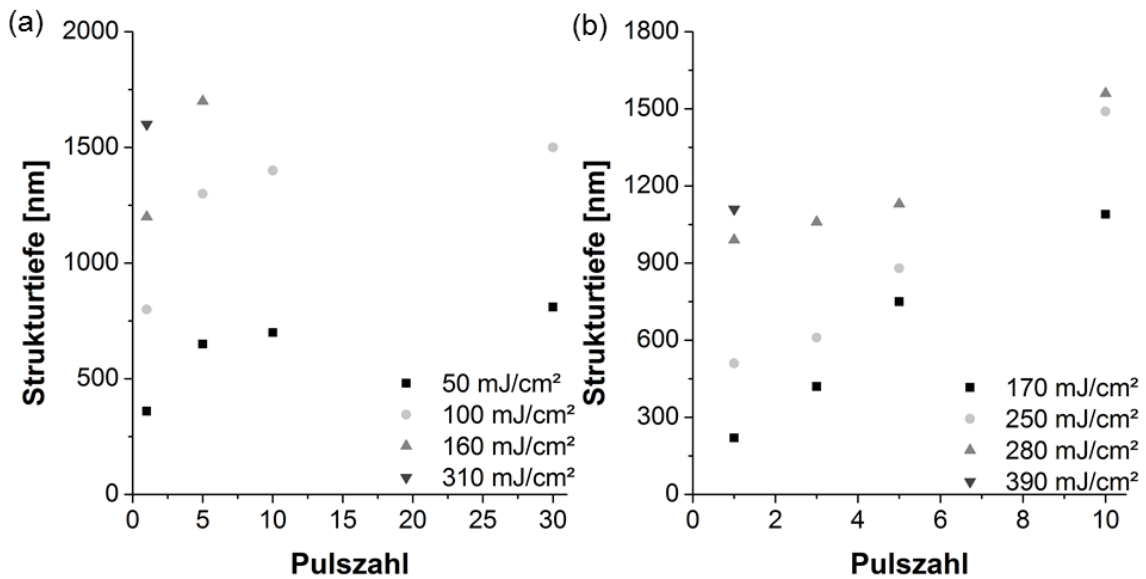 (a)
2000
1500
1000
500
0
Strukturtiefe [nm]
0 5 10 15 20 25 30
Pulszahl
50 mJ/cm²
100 mJ/cm²
160 mJ/cm²
310 mJ/cm²
(b)
1800
1500
1200
900
600
300
0
Strukturtiefe [nm]
0 2 4 6 8 10
Pulszahl
170 mJ/cm²
250 mJ/cm²
280 mJ/cm²
390 mJ/cm²